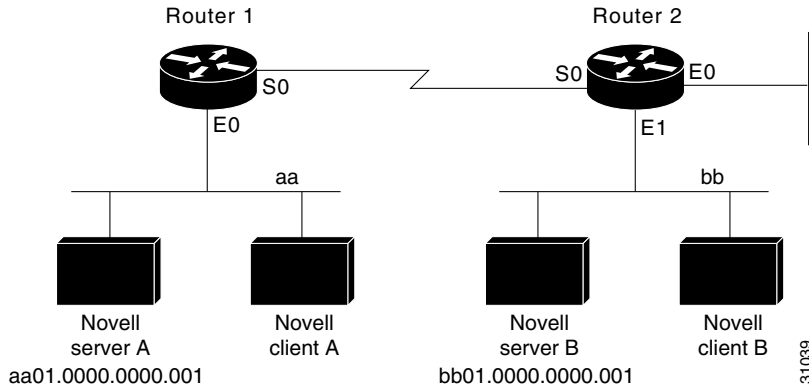 Router 1
Router 2
S0
S0
E0
E0
E1
aa
bb
Novell
server A
aa01.0000.0000.001
Novell
client A
Novell
server B
bb01.0000.0000.001
Novell
client B
31039